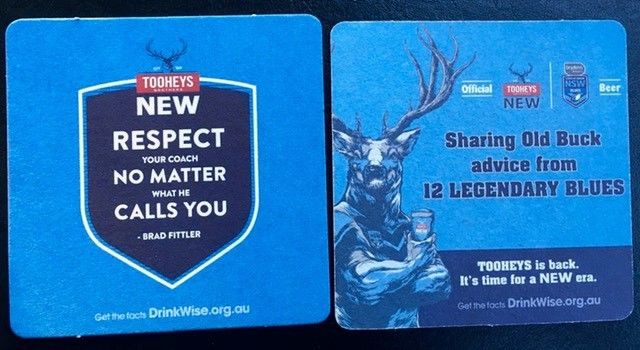 TOOHEYS
BROTHERS
NEW
RESPECT
YOUR COACH
NO MATTER
WHAT HE
CALLS YOU
- BRAD FITTLER
Get the facts DrinkWise.org.au
Official
TOOHEYS
NEW
NSW
BLUES
Beer
Sharing Old Buck
advice from
12 LEGENDARY BLUES
TOOHEYS is back.
It's time for a NEW era.
Get the facts DrinkWise.org.au